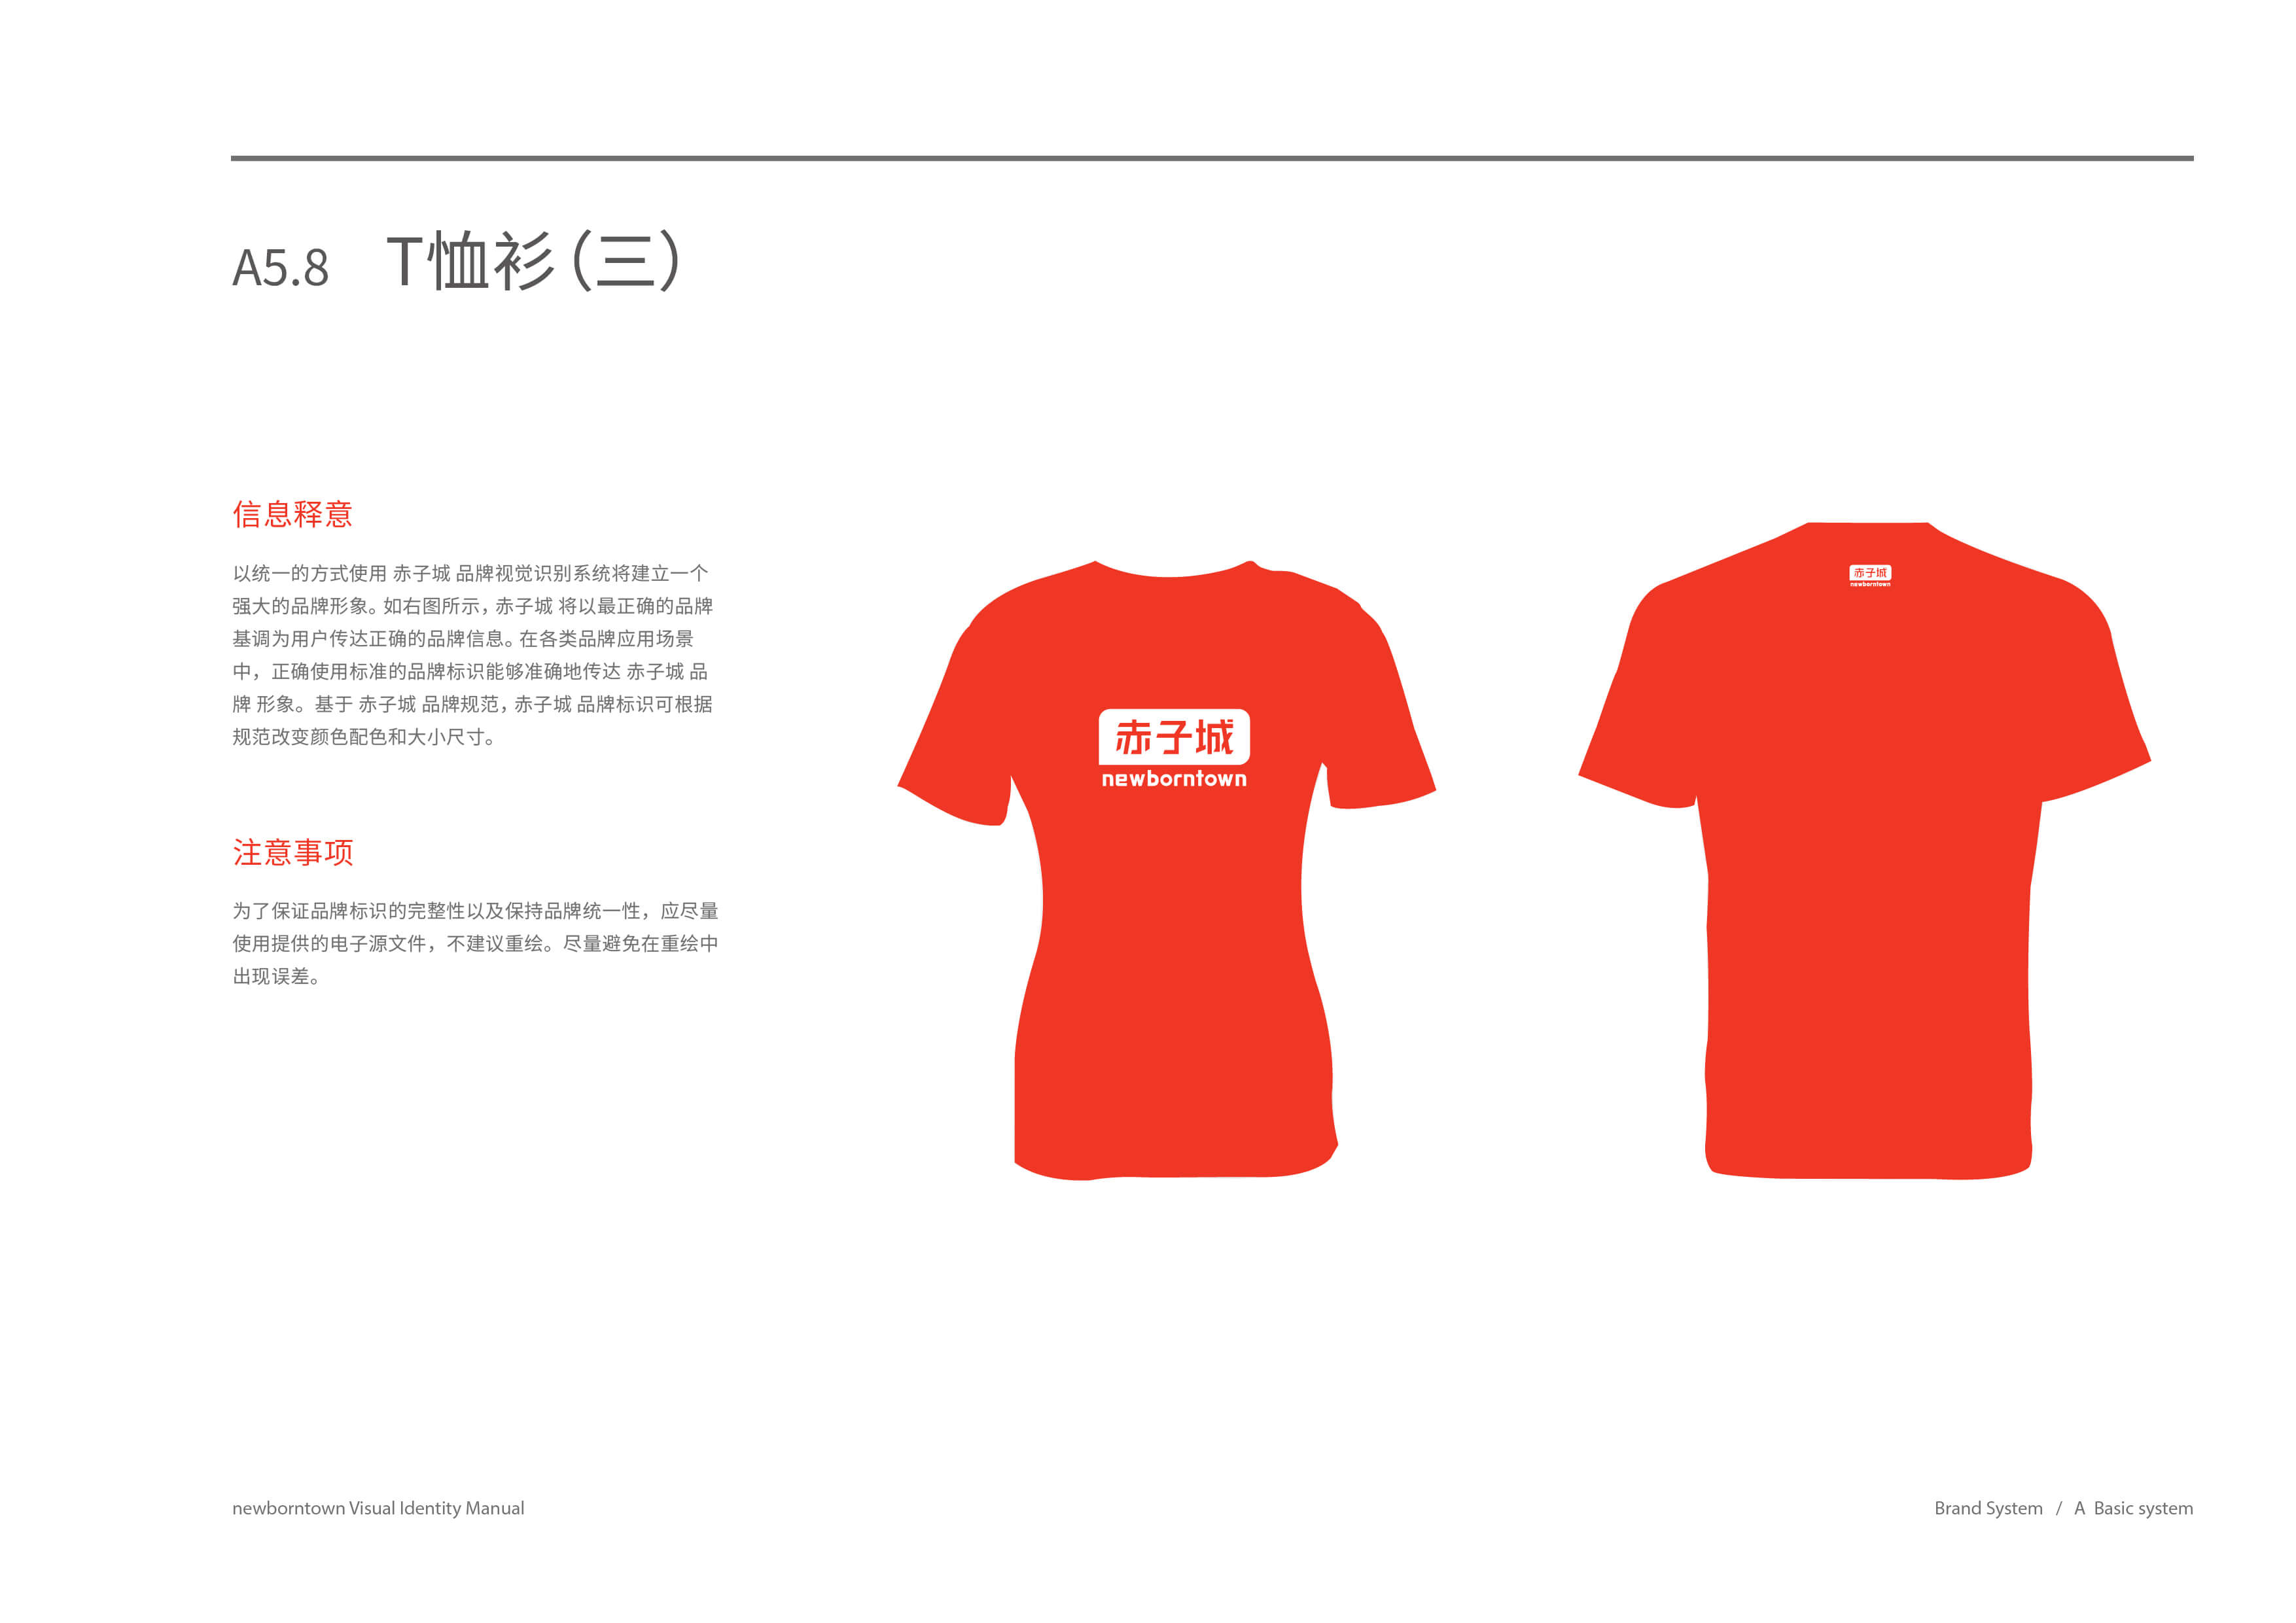 A5.8 T恤衫（三）
信息释意
以统一的方式使用 赤子城 品牌视觉识别系统将建立一个
强大的品牌形象。如右图所示，赤子城 将以最正确的品牌
基调为用户传达正确的品牌信息。在各类品牌应用场景
中，正确使用标准的品牌标识能够准确地传达 赤子城 品
牌 形象。基于 赤子城 品牌规范，赤子城 品牌标识可根据
规范改变颜色配色和大小尺寸。
注意事项
为了保证品牌标识的完整性以及保持品牌统一性，应尽量
使用提供的电子源文件，不建议重绘。尽量避免在重绘中
出现误差。
赤子城
newborntown
赤子城
newborntown
newborntown Visual Identity Manual
Brand System / A Basic system